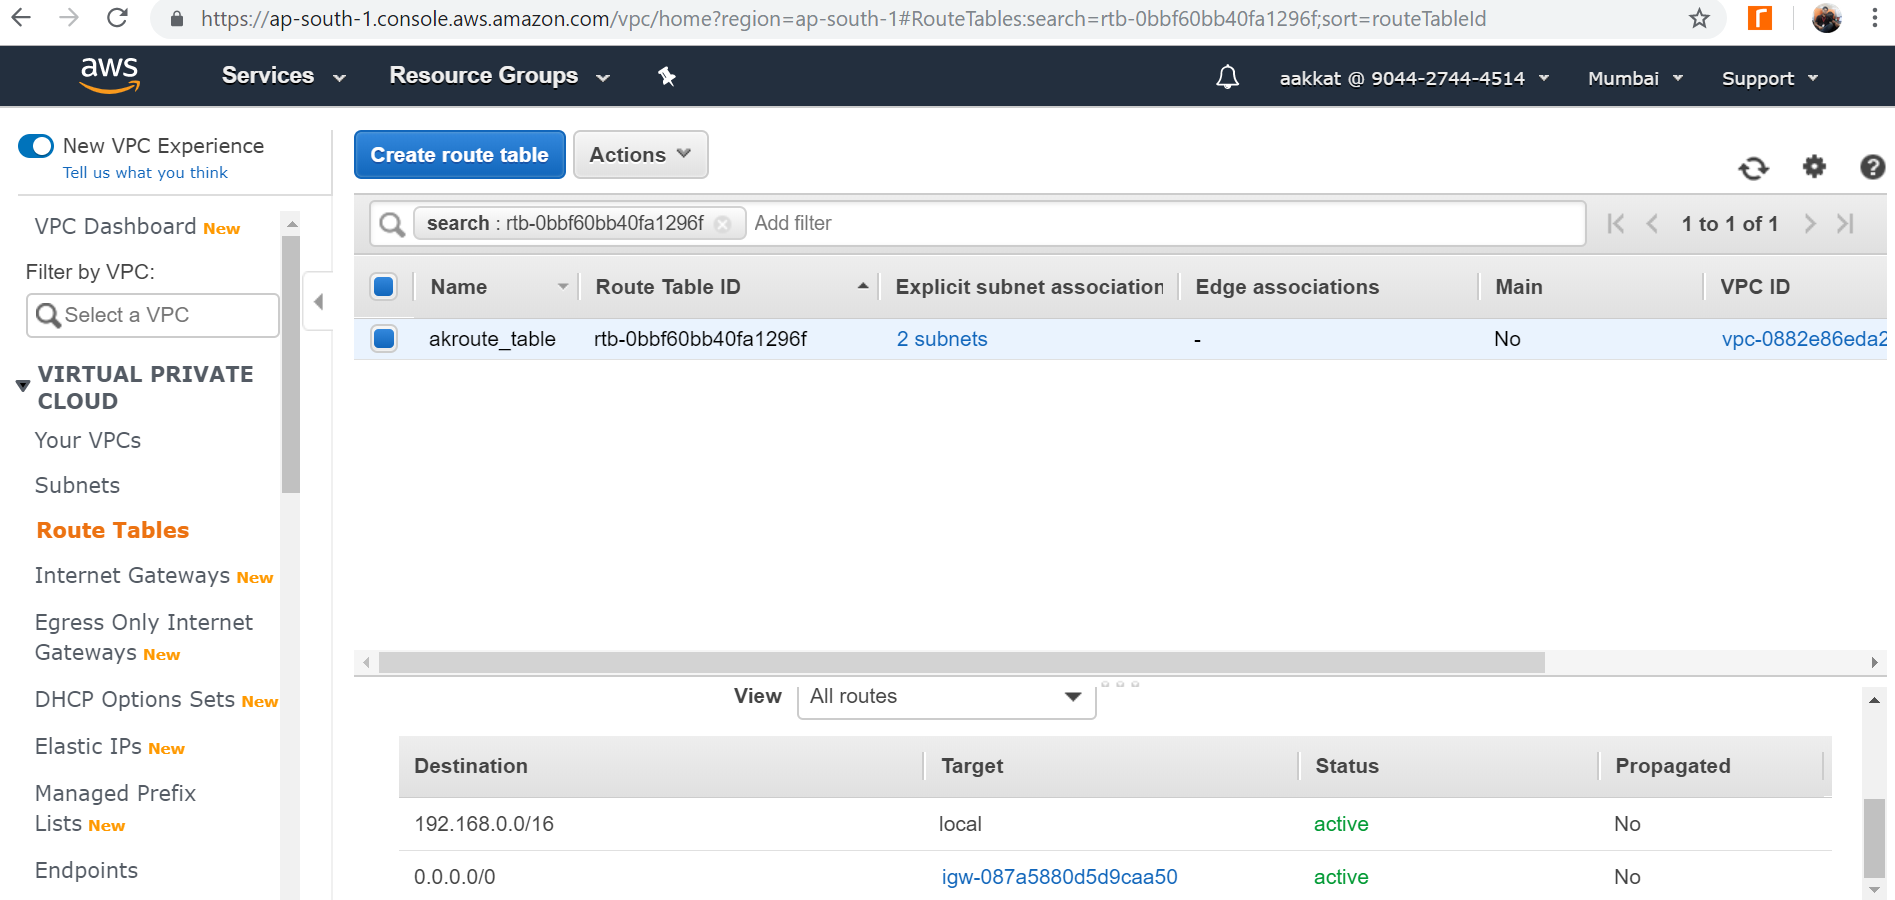 https://ap-south-1.console.aws.amazon.com/vpc/home?region=ap-south-1#RouteTables:search=rtb-0bbf60bb40fa1296f;sort=routeTableId
aws Services Resource Groups aakkat @ 9044-2744-4514 Mumbai Support
New VPC Experience
Tell us what you think
VPC Dashboard New
Filter by VPC:
Select a VPC
VIRTUAL PRIVATE
CLOUD
Your VPCs
Subnets
Route Tables
Internet Gateways New
Egress Only Internet
Gateways New
DHCP Options Sets New
Elastic IPs New
Managed Prefix
Lists New
Endpoints
Create route table Actions
search : rtb-0bbf60bb40fa1296f Add filter 1 to 1 of 1
Name Route Table ID Explicit subnet association Edge associations Main VPC ID
akroute_table rtb-0bbf60bb40fa1296f 2 subnets - No vpc-0882e86eda2
View All routes
Destination Target Status Propagated
192.168.0.0/16 local active No
0.0.0.0/0 igw-087a5880d5d9caa50 active No